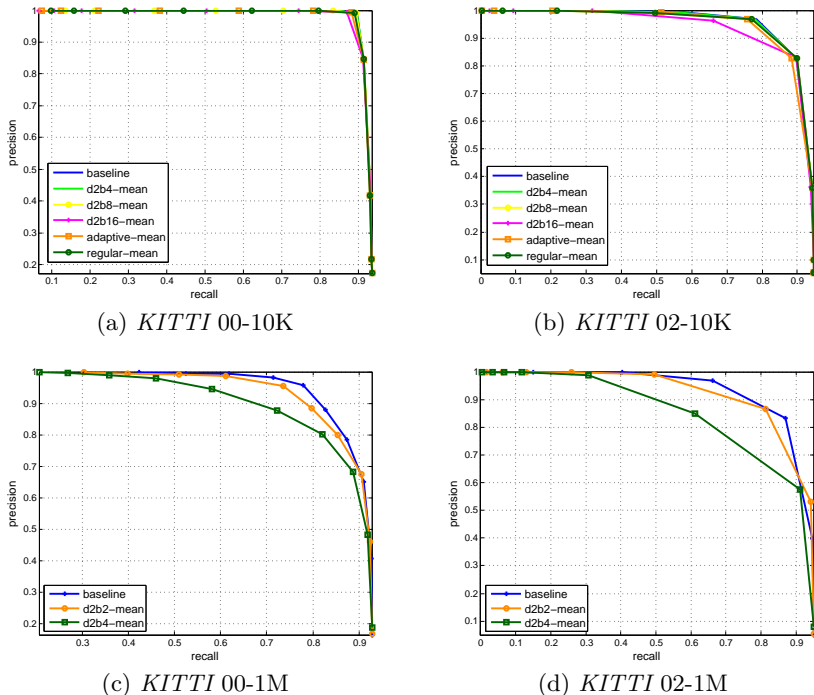 1
0.9
0.8
0.7
0.6
0.5
0.4
0.3
0.2
precision
baseline
d2b4−mean
d2b8−mean
d2b16−mean
adaptive−mean
regular−mean
0.1 0.2 0.3 0.4 0.5 0.6 0.7 0.8 0.9
recall
(a) KITTI 00-10K
1
0.9
0.8
0.7
0.6
0.5
0.4
0.3
0.2
0.1
precision
baseline
d2b4−mean
d2b8−mean
d2b16−mean
adaptive−mean
regular−mean
0 0.1 0.2 0.3 0.4 0.5 0.6 0.7 0.8 0.9
recall
(b) KITTI 02-10K
1
0.9
0.8
0.7
0.6
0.5
0.4
0.3
0.2
precision
baseline
d2b2−mean
d2b4−mean
0.3 0.4 0.5 0.6 0.7 0.8 0.9
recall
(c) KITTI 00-1M
1
0.9
0.8
0.7
0.6
0.5
0.4
0.3
0.2
0.1
precision
baseline
d2b2−mean
d2b4−mean
0 0.1 0.2 0.3 0.4 0.5 0.6 0.7 0.8 0.9
recall
(d) KITTI 02-1M